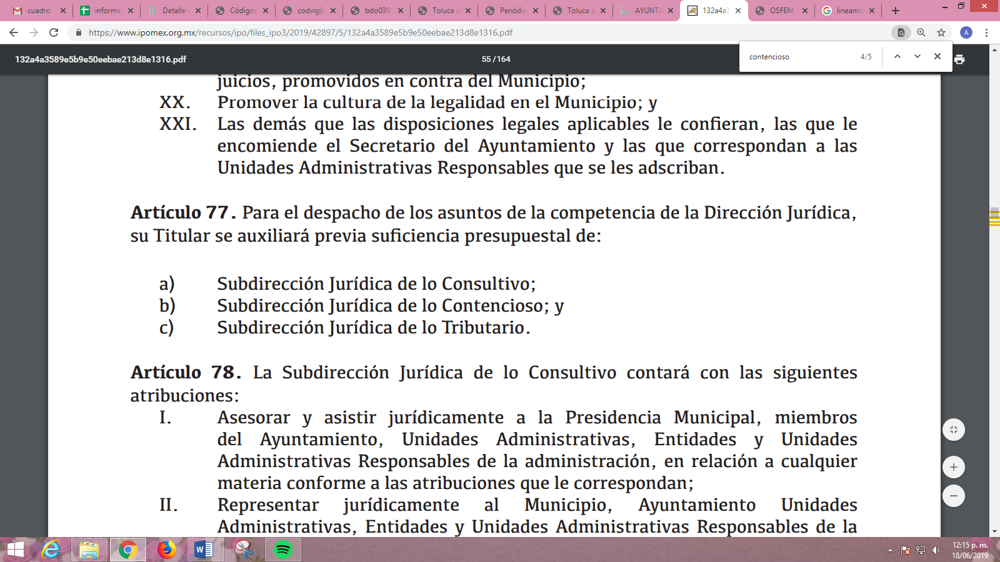 cuadro
informe
Detalle
Códigos
codvig0
bdo039
Toluca d
Periódic
Toluca d
AYUNTA
132a4a3
OSFEM
lineamie
https://www.ipomex.org.mx/recursos/ipo/files_ipo3/2019/42897/5/132a4a3589e5b9e50eebae213d8e1316.pdf
A
132a4a3589e5b9e50eebae213d8e1316.pdf
55 / 164
contencioso
4/5
juicios, promovidos en contra del Municipio;
XX. Promover la cultura de la legalidad en el Municipio; y
XXI. Las demás que las disposiciones legales aplicables le confieran, las que le
encomiende el Secretario del Ayuntamiento y las que correspondan a las
Unidades Administrativas Responsables que se les adscriban.
Artículo 77. Para el despacho de los asuntos de la competencia de la Dirección Jurídica,
su Titular se auxiliará previa suficiencia presupuestal de:
a) Subdirección Jurídica de lo Consultivo;
b) Subdirección Jurídica de lo Contencioso; y
c) Subdirección Jurídica de lo Tributario.
Artículo 78. La Subdirección Jurídica de lo Consultivo contará con las siguientes
atribuciones:
I. Asesorar y asistir jurídicamente a la Presidencia Municipal, miembros
del Ayuntamiento, Unidades Administrativas, Entidades y Unidades
Administrativas Responsables de la administración, en relación a cualquier
materia conforme a las atribuciones que le correspondan;
II. Representar jurídicamente al Municipio, Ayuntamiento Unidades
Administrativas, Entidades y Unidades Administrativas Responsables de la
12:15 p. m.
18/06/2019